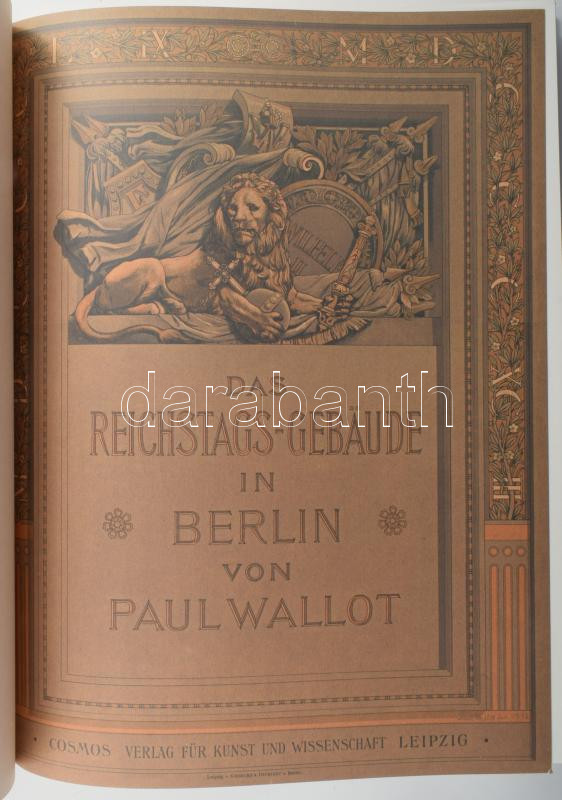 DAS
REICHSTAGS-GEBÄUDE
IN
BERLIN
VON
PAUL WALLOT
• COSMOS VERLAG FÜR KUNST UND WISSENSCHAFT LEIPZIG •
darabanth